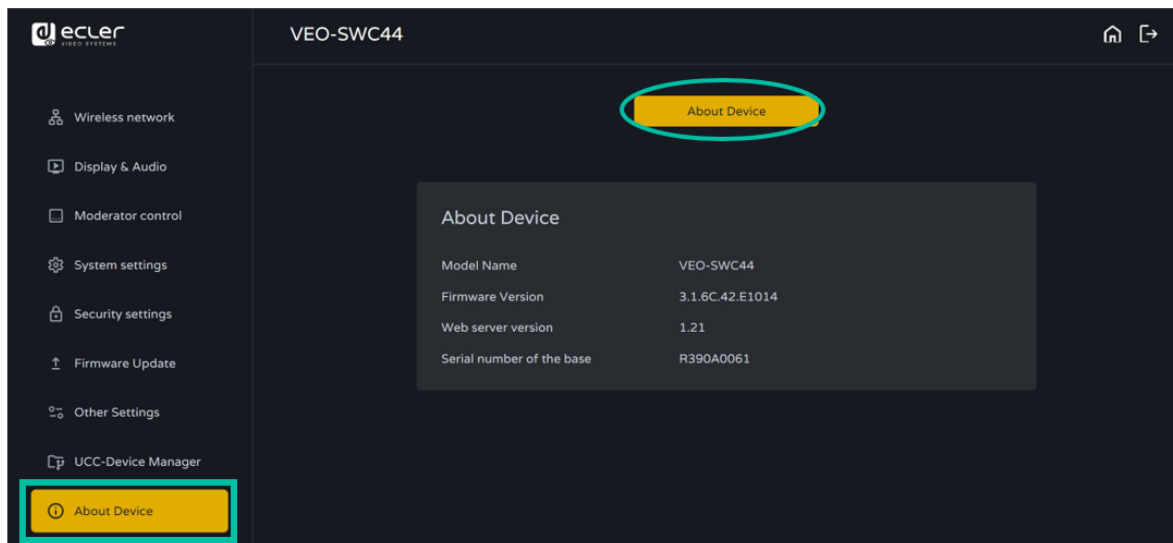 ecler
VIDEO SYSTEMS
VEO-SWC44
Wireless network
Display & Audio
Moderator control
System settings
Security settings
Firmware Update
Other Settings
UCC-Device Manager
About Device
About Device
About Device
Model Name VEO-SWC44
Firmware Version 3.1.6C.42.E1014
Web server version 1.21
Serial number of the base R390A0061